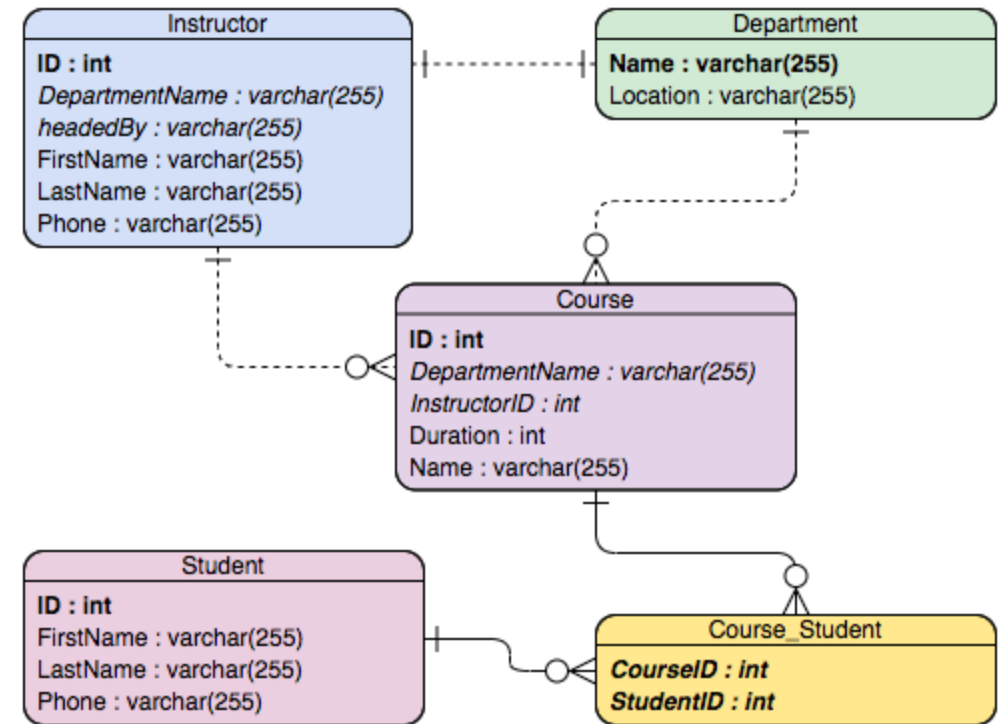 Instructor
ID : int
DepartmentName : varchar(255)
headedBy : varchar(255)
FirstName : varchar(255)
LastName : varchar(255)
Phone : varchar(255)
Department
Name : varchar(255)
Location : varchar(255)
Course
ID : int
DepartmentName : varchar(255)
InstructorID : int
Duration : int
Name : varchar(255)
Student
ID : int
FirstName : varchar(255)
LastName : varchar(255)
Phone : varchar(255)
Course_Student
CourseID : int
StudentID : int